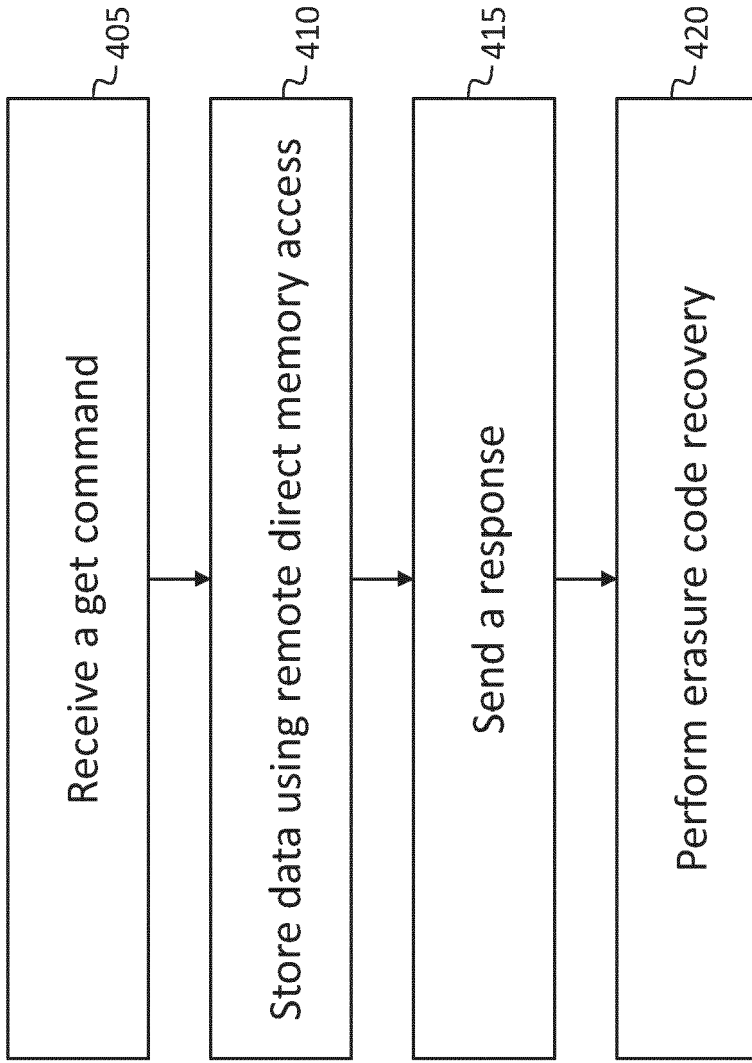 Receive a get command
405
Store data using remote direct memory access
410
Send a response
415
Perform erasure code recovery
420